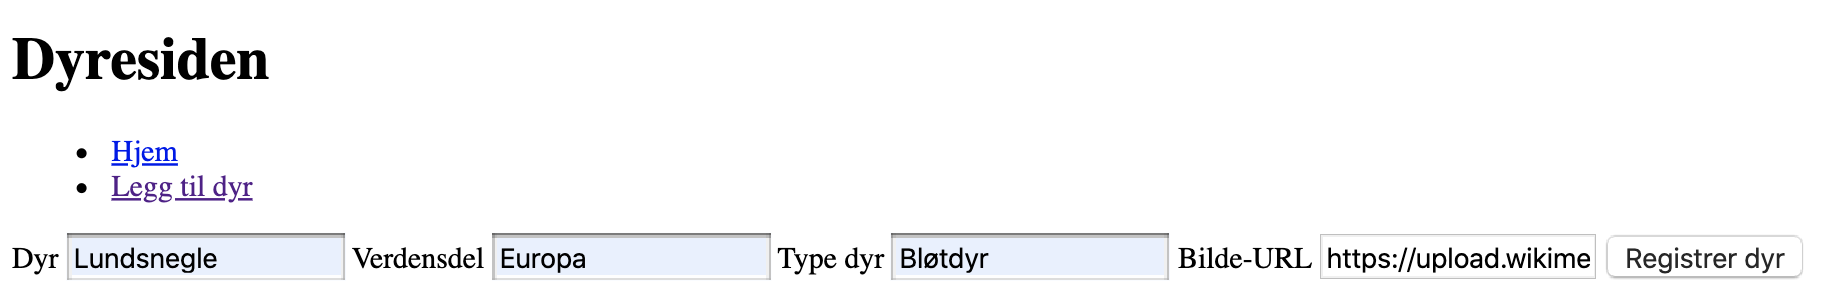 Dyresiden
Hjem
Legg til dyr
Dyr Lundsnegle Verdensdel Europa Type dyr Bløtdyr Bilde-URL https://upload.wikime Registrer dyr